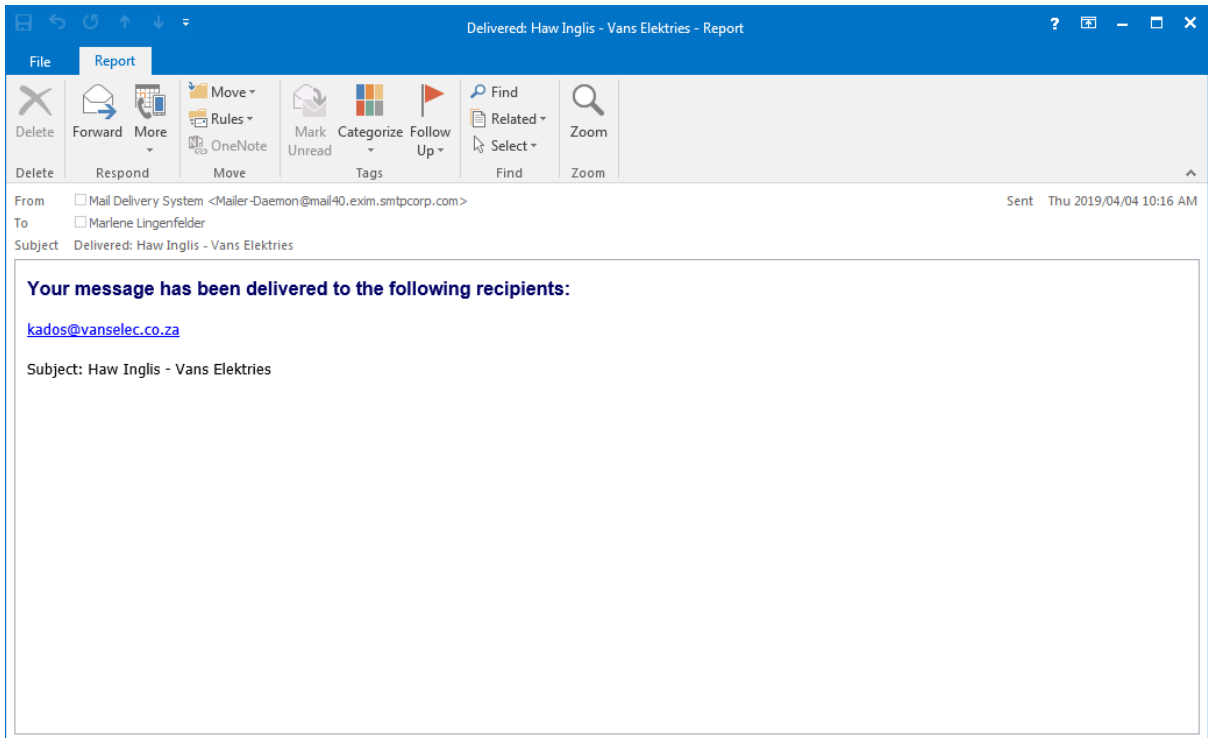 Delivered: Haw Inglis - Vans Elektries - Report
File Report
Delete
Forward
More
Move
Rules
OneNote
Mark Unread
Categorize
Follow Up
Find
Related
Select
Zoom
Delete Respond Move Tags Find Zoom
From Mail Delivery System <Mailer-Daemon@mail40.exim.smtpcorp.com> Sent Thu 2019/04/04 10:16 AM
To Marlene Lingenfelder
Subject Delivered: Haw Inglis - Vans Elektries
Your message has been delivered to the following recipients:
kados@vanselec.co.za
Subject: Haw Inglis - Vans Elektries